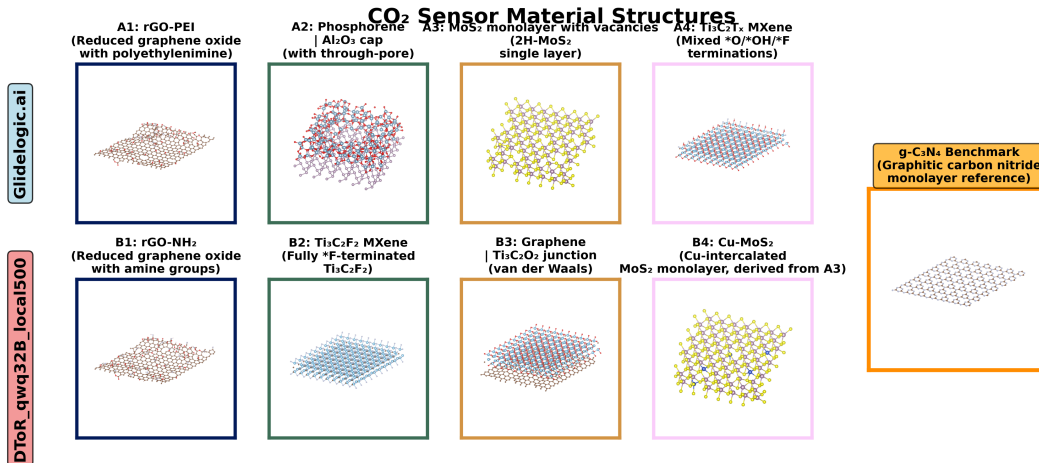 CO₂ Sensor Material Structures
A1: rGO-PEI
(Reduced graphene oxide
with polyethylenimine)
A2: Phosphorene
| Al₂O₃ cap
(with through-pore)
A3: MoS₂ monolayer with vacancies
(2H-MoS₂
single layer)
A4: Ti₃C₂Tₓ MXene
(Mixed *O/*OH/*F
terminations)
Glidelogic.ai
g-C₃N₄ Benchmark
(Graphitic carbon nitride
monolayer reference)
B1: rGO-NH₂
(Reduced graphene oxide
with amine groups)
B2: Ti₃C₂F₂ MXene
(Fully *F-terminated
Ti₃C₂F₂)
B3: Graphene
| Ti₃C₂O₂ junction
(van der Waals)
B4: Cu-MoS₂
(Cu-intercalated
MoS₂ monolayer, derived from A3)
DToR_qwq32B_local500